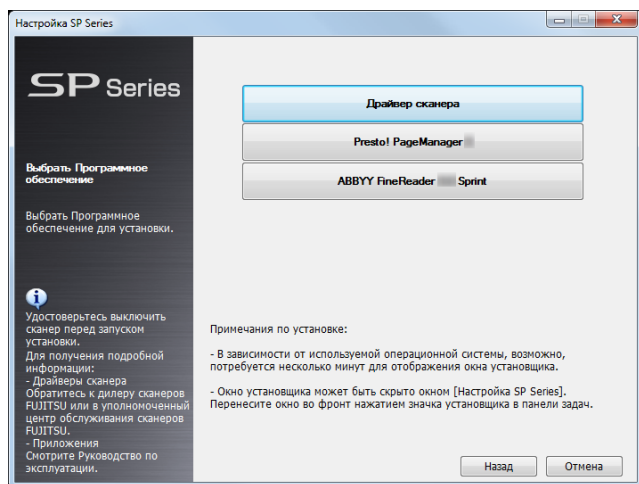 Настройка SP Series
SP Series
Выбрать Программное
обеспечение
Выбрать Программное
обеспечение для установки.
Удостоверьтесь выключить
сканер перед запуском
установки.
Для получения подробной
информации:
- Драйверы сканера
Обратитесь к дилеру сканеров
FUJITSU или в уполномоченный
центр обслуживания сканеров
FUJITSU.
- Приложения
Смотрите Руководство по
эксплуатации.
Драйвер сканера
Presto! PageManager
ABBYY FineReader Sprint
Примечания по установке:
- В зависимости от используемой операционной системы, возможно,
потребуется несколько минут для отображения окна установщика.
- Окно установщика может быть скрыто окном [Настройка SP Series].
Перенесите окно во фронт нажатием значка установщика в панели задач.
Назад
Отмена